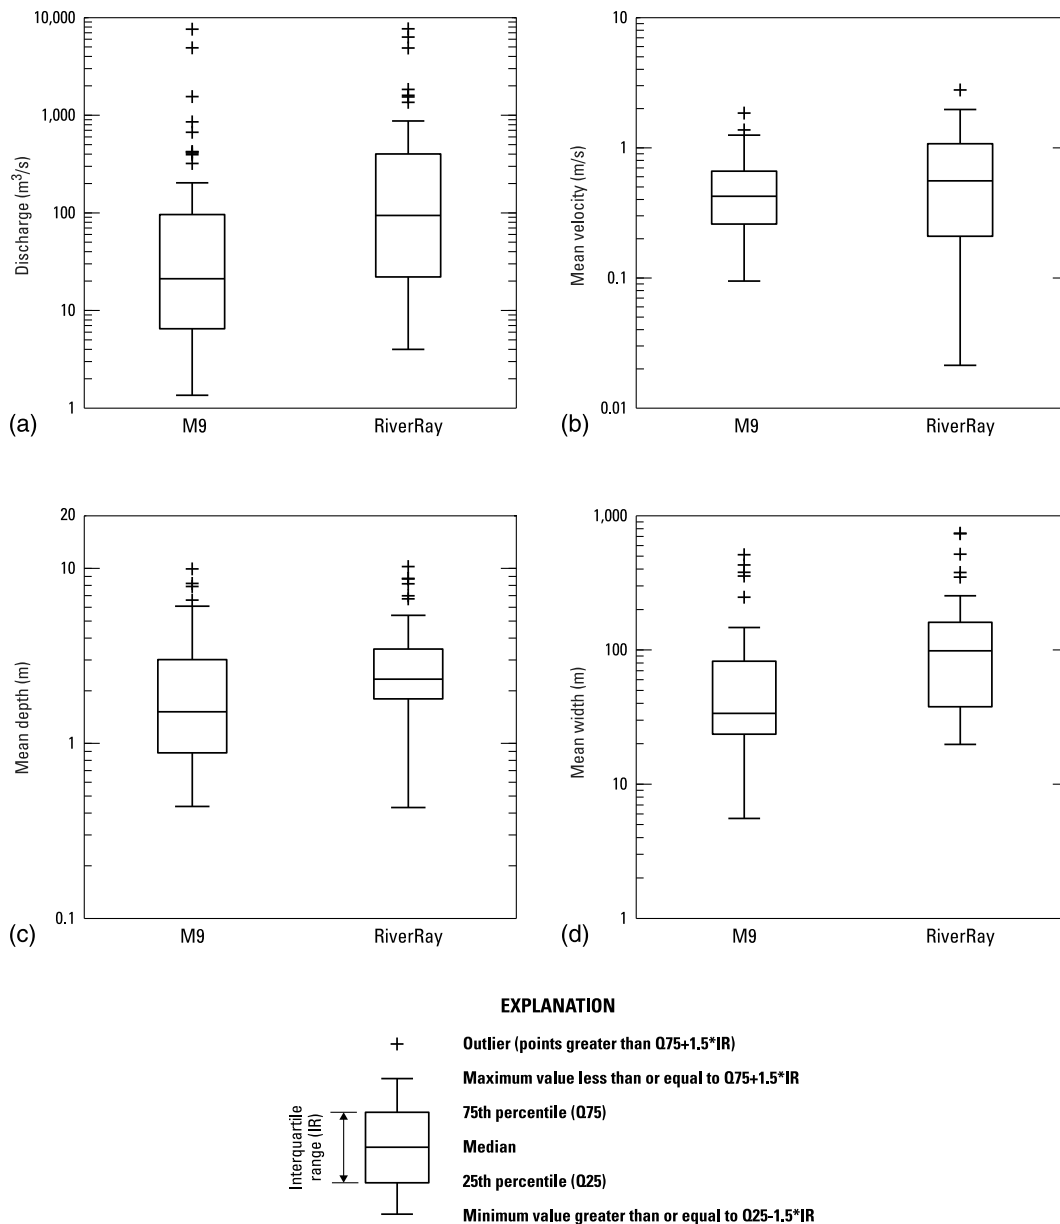 10,000
1,000
100
10
1
Discharge (m³/s)
M9
RiverRay
(a)
10
1
0.1
0.01
Mean velocity (m/s)
M9
RiverRay
(b)
20
10
1
0.1
Mean depth (m)
M9
RiverRay
(c)
1,000
100
10
1
Mean width (m)
M9
RiverRay
(d)
EXPLANATION
Outlier (points greater than Q75+1.5*IR)
Maximum value less than or equal to Q75+1.5*IR
75th percentile (Q75)
Median
25th percentile (Q25)
Minimum value greater than or equal to Q25-1.5*IR
Interquartile
range (IR)